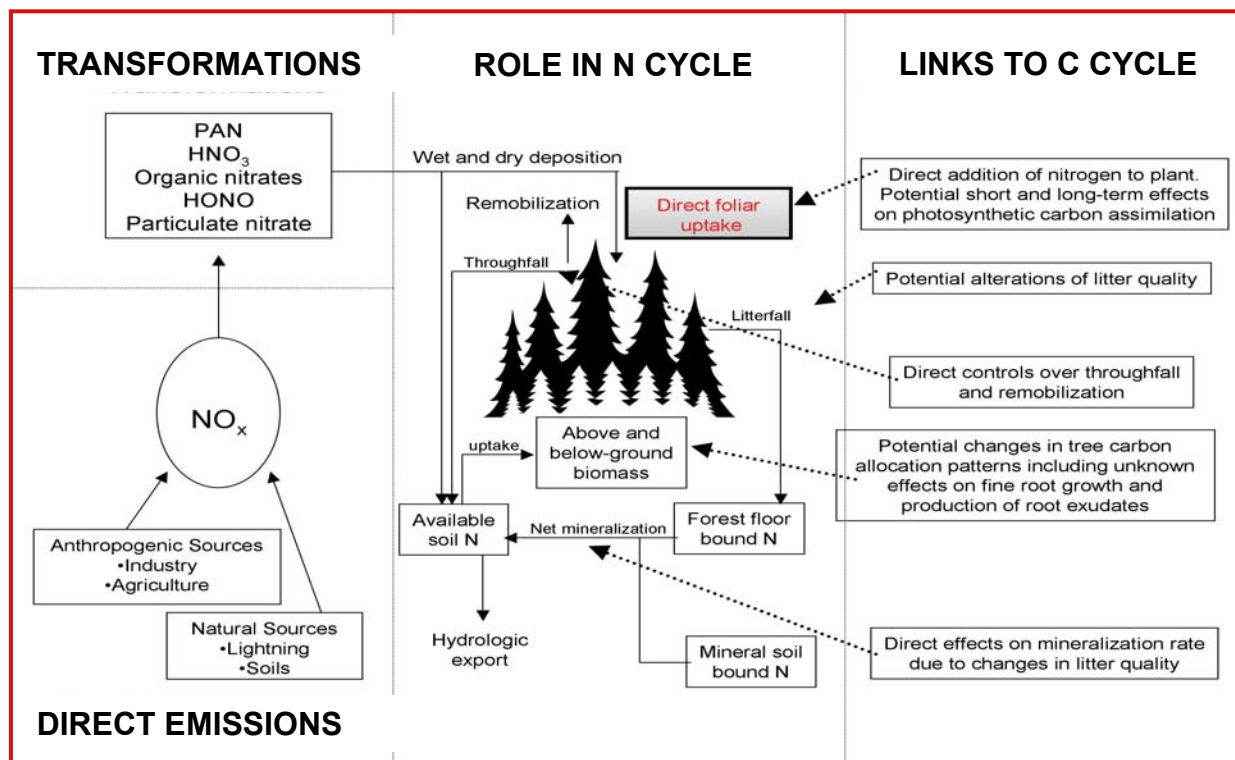 TRANSFORMATIONS
PAN
HNO₃
Organic nitrates
HONO
Particulate nitrate
NOₓ
Anthropogenic Sources
•Industry
•Agriculture
Natural Sources
•Lightning
•Soils
DIRECT EMISSIONS
ROLE IN N CYCLE
Wet and dry deposition
Remobilization
Direct foliar
uptake
Throughfall
Litterfall
uptake
Above and
below-ground
biomass
Available
soil N
Net mineralization
Forest floor
bound N
Hydrologic
export
Mineral soil
bound N
LINKS TO C CYCLE
Direct addition of nitrogen to plant.
Potential short and long-term effects
on photosynthetic carbon assimilation
Potential alterations of litter quality
Direct controls over throughfall
and remobilization
Potential changes in tree carbon
allocation patterns including unknown
effects on fine root growth and
production of root exudates
Direct effects on mineralization rate
due to changes in litter quality